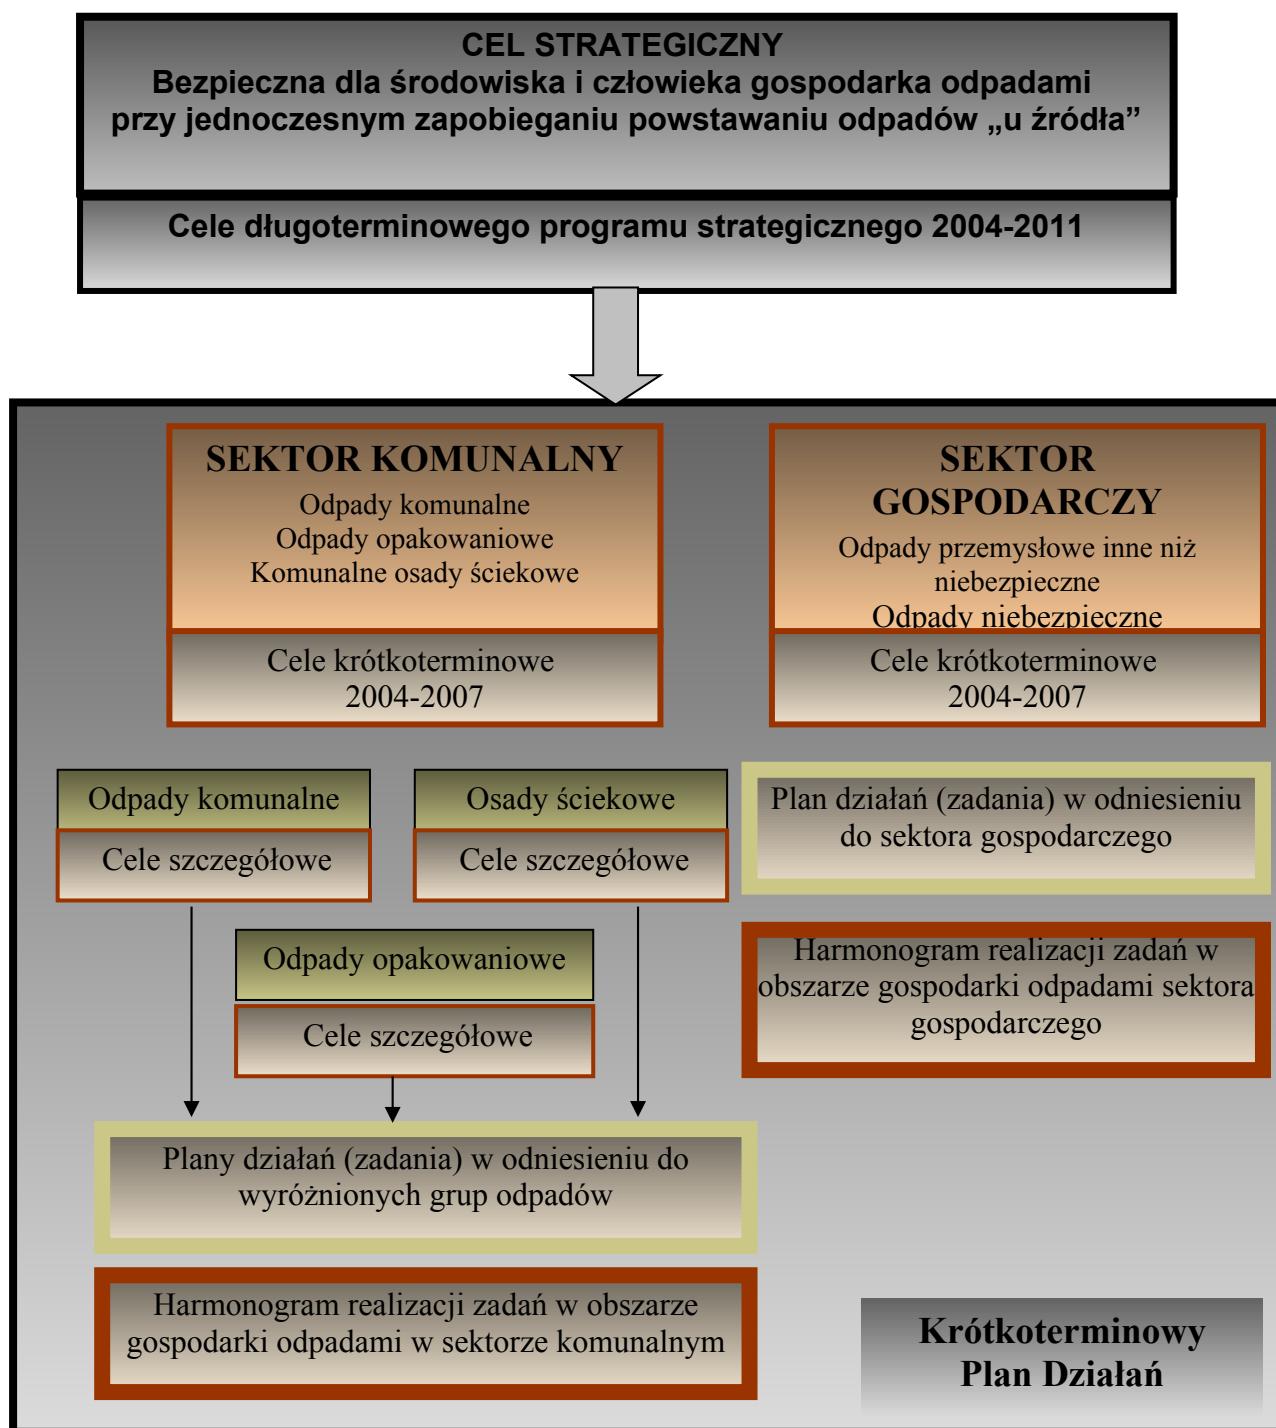 CEL STRATEGICZNY
Bezpieczna dla środowiska i człowieka gospodarka odpadami
przy jednoczesnym zapobieganiu powstawaniu odpadów „u źródła”
Cele długoterminowego programu strategicznego 2004-2011
SEKTOR KOMUNALNY
Odpady komunalne
Odpady opakowaniowe
Komunalne osady ściekowe
Cele krótkoterminowe
2004-2007
SEKTOR
GOSPODARCZY
Odpady przemysłowe inne niż
niebezpieczne
Odpady niebezpieczne
Cele krótkoterminowe
2004-2007
Odpady komunalne
Cele szczegółowe
Osady ściekowe
Cele szczegółowe
Odpady opakowaniowe
Cele szczegółowe
Plany działań (zadania) w odniesieniu do
wyróżnionych grup odpadów
Harmonogram realizacji zadań w obszarze
gospodarki odpadami w sektorze komunalnym
Plan działań (zadania) w odniesieniu
do sektora gospodarczego
Harmonogram realizacji zadań w
obszarze gospodarki odpadami sektora
gospodarczego
Krótkoterminowy
Plan Działań